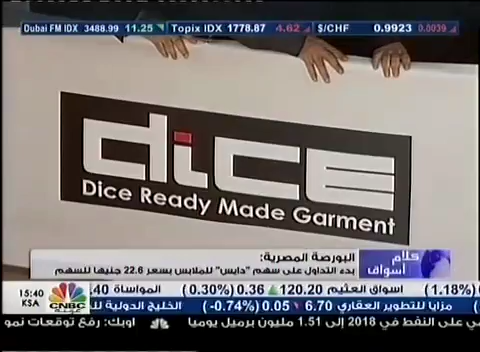 Dubai FM IDX 3488.99 11.25 Topix IDX 1778.87 4.62 $/CHF 0.9923 0.0039
dice
Dice Ready Made Garment
كلام أسواق
البورصة المصرية:
بدء التداول على سهم "دايس" للملابس بسعر 22.6 جنيها للسهم
15:40
KSA
CNBC
عربية
(1.18%) أسواق العثيم 120.20 0.36 (0.30%) المواساة .40
مزايا للتطوير العقاري 6.70 0.05 (-0.74%) الخليج الدولية
ي على النفط في 2018 إلى 1.51 مليون برميل يوميا أوبك: رفع توقعات نمو